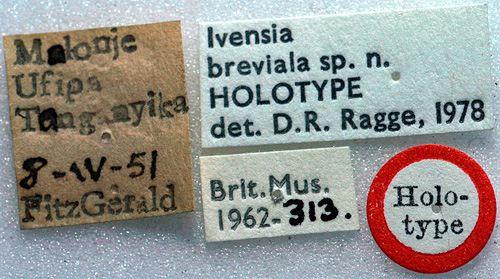 Malonje
Ufipa
Tanganyika
8-IV-51
FitzGerald
Ivensia
breviala sp. n.
HOLOTYPE
det. D.R. Ragge, 1978
Brit. Mus.
1962-313.
Holo-
type